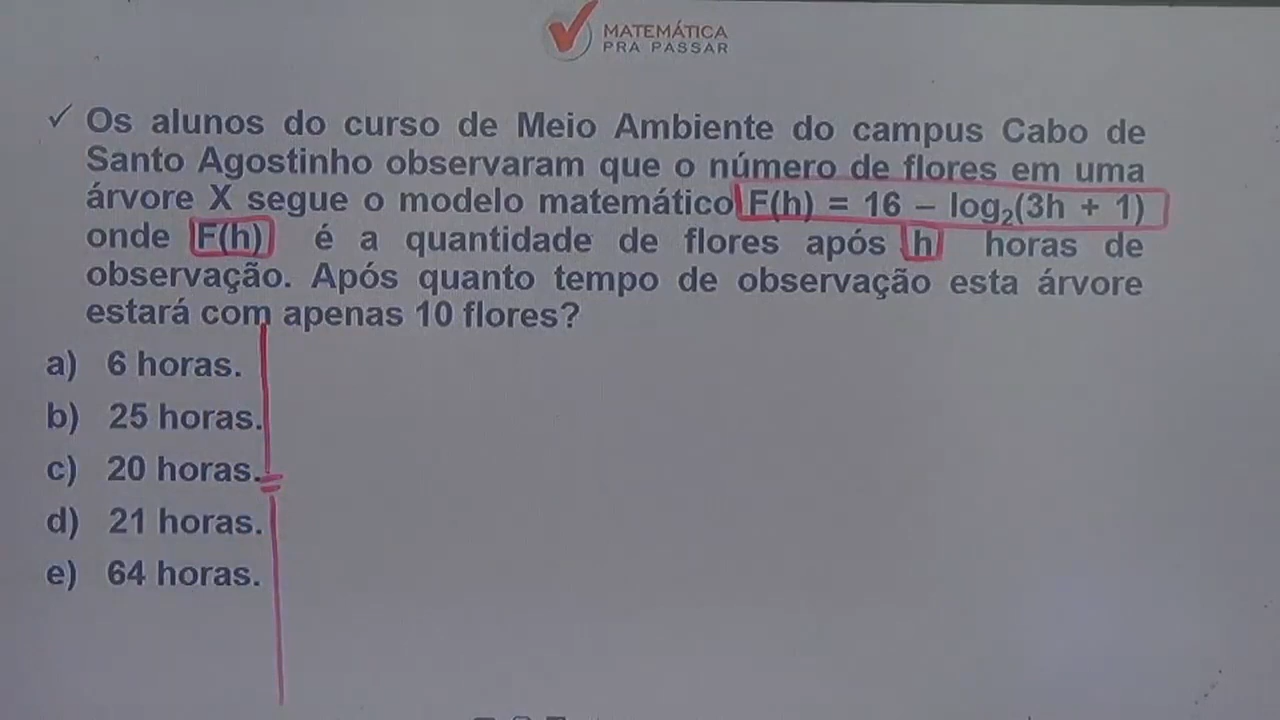 MATEMÁTICA
PRA PASSAR
✓ Os alunos do curso de Meio Ambiente do campus Cabo de
Santo Agostinho observaram que o número de flores em uma
árvore X segue o modelo matemático F(h) = 16 – log₂(3h + 1)
onde F(h) é a quantidade de flores após h horas de
observação. Após quanto tempo de observação esta árvore
estará com apenas 10 flores?
a) 6 horas.
b) 25 horas.
c) 20 horas.
d) 21 horas.
e) 64 horas.